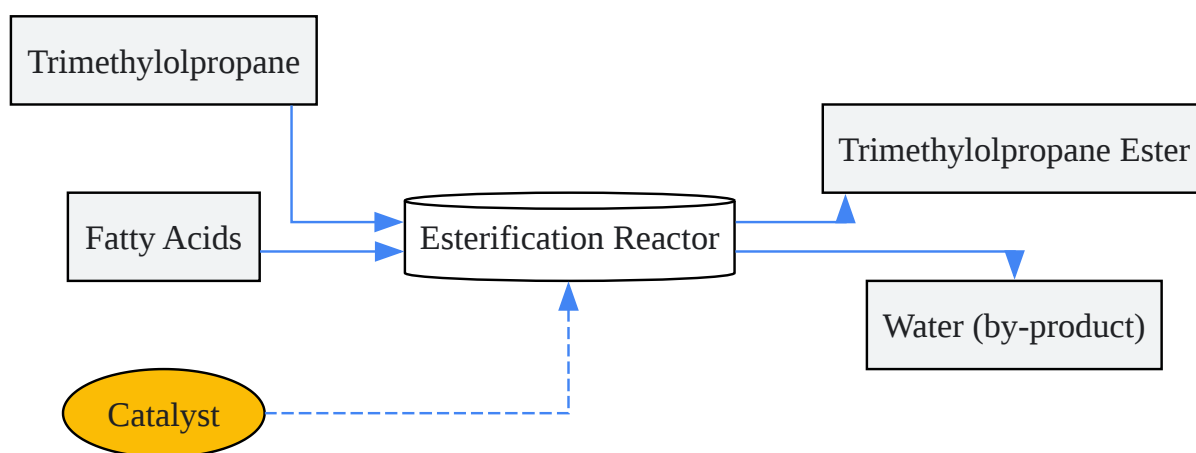 Trimethylolpropane
Fatty Acids
Catalyst
Esterification Reactor
Trimethylolpropane Ester
Water (by-product)